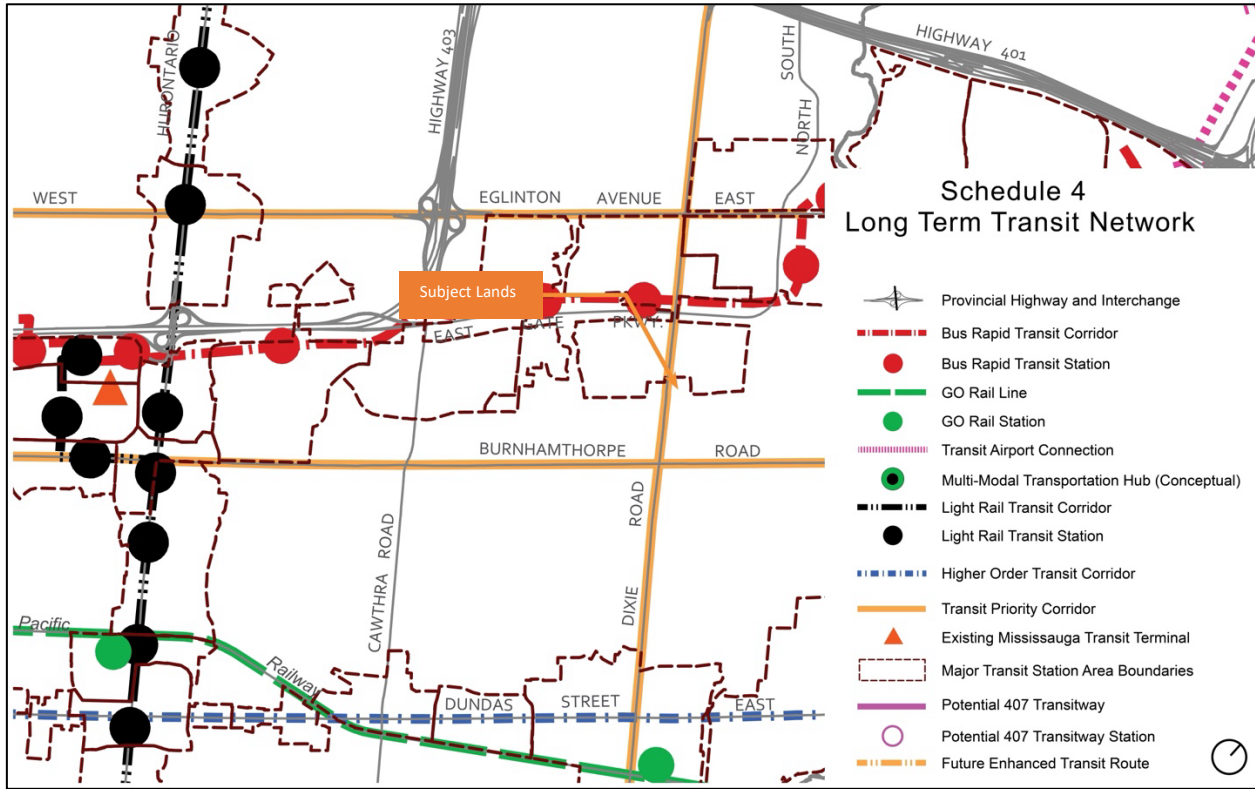 HURONTARIO
HIGHWAY 403
SOUTH
NORTH
HIGHWAY 401
WEST
EGLINTON AVENUE EAST
Subject Lands
EAST GATE PKWY.
BURNHAMTHORPE ROAD
CAWTHRA ROAD
DIXIE ROAD
Pacific Railway
DUNDAS STREET EAST
Schedule 4
Long Term Transit Network
Provincial Highway and Interchange
Bus Rapid Transit Corridor
Bus Rapid Transit Station
GO Rail Line
GO Rail Station
Transit Airport Connection
Multi-Modal Transportation Hub (Conceptual)
Light Rail Transit Corridor
Light Rail Transit Station
Higher Order Transit Corridor
Transit Priority Corridor
Existing Mississauga Transit Terminal
Major Transit Station Area Boundaries
Potential 407 Transitway
Potential 407 Transitway Station
Future Enhanced Transit Route